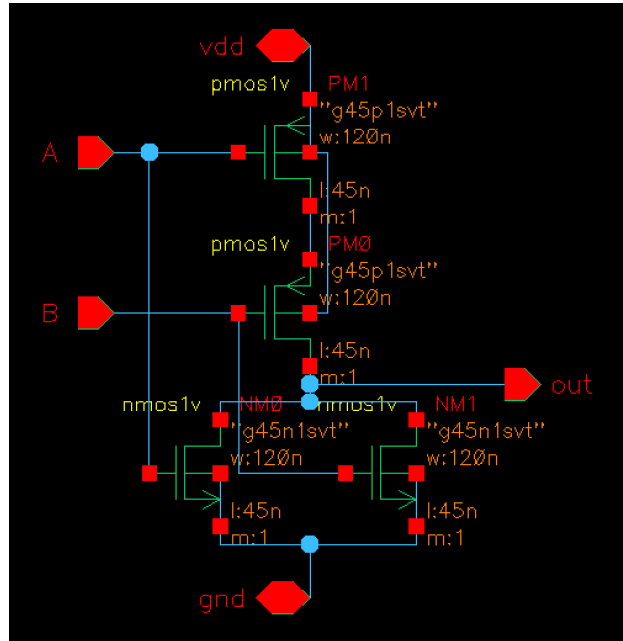 vdd
pmos1v PM1
"g45p1svt"
w:120n
A
l:45n
m:1
pmos1v PM0
"g45p1svt"
w:120n
B
l:45n
m:1
out
nmos1v NM0 nmos1v NM1
"g45n1svt" "g45n1svt"
w:120n w:120n
l:45n l:45n
m:1 m:1
gnd